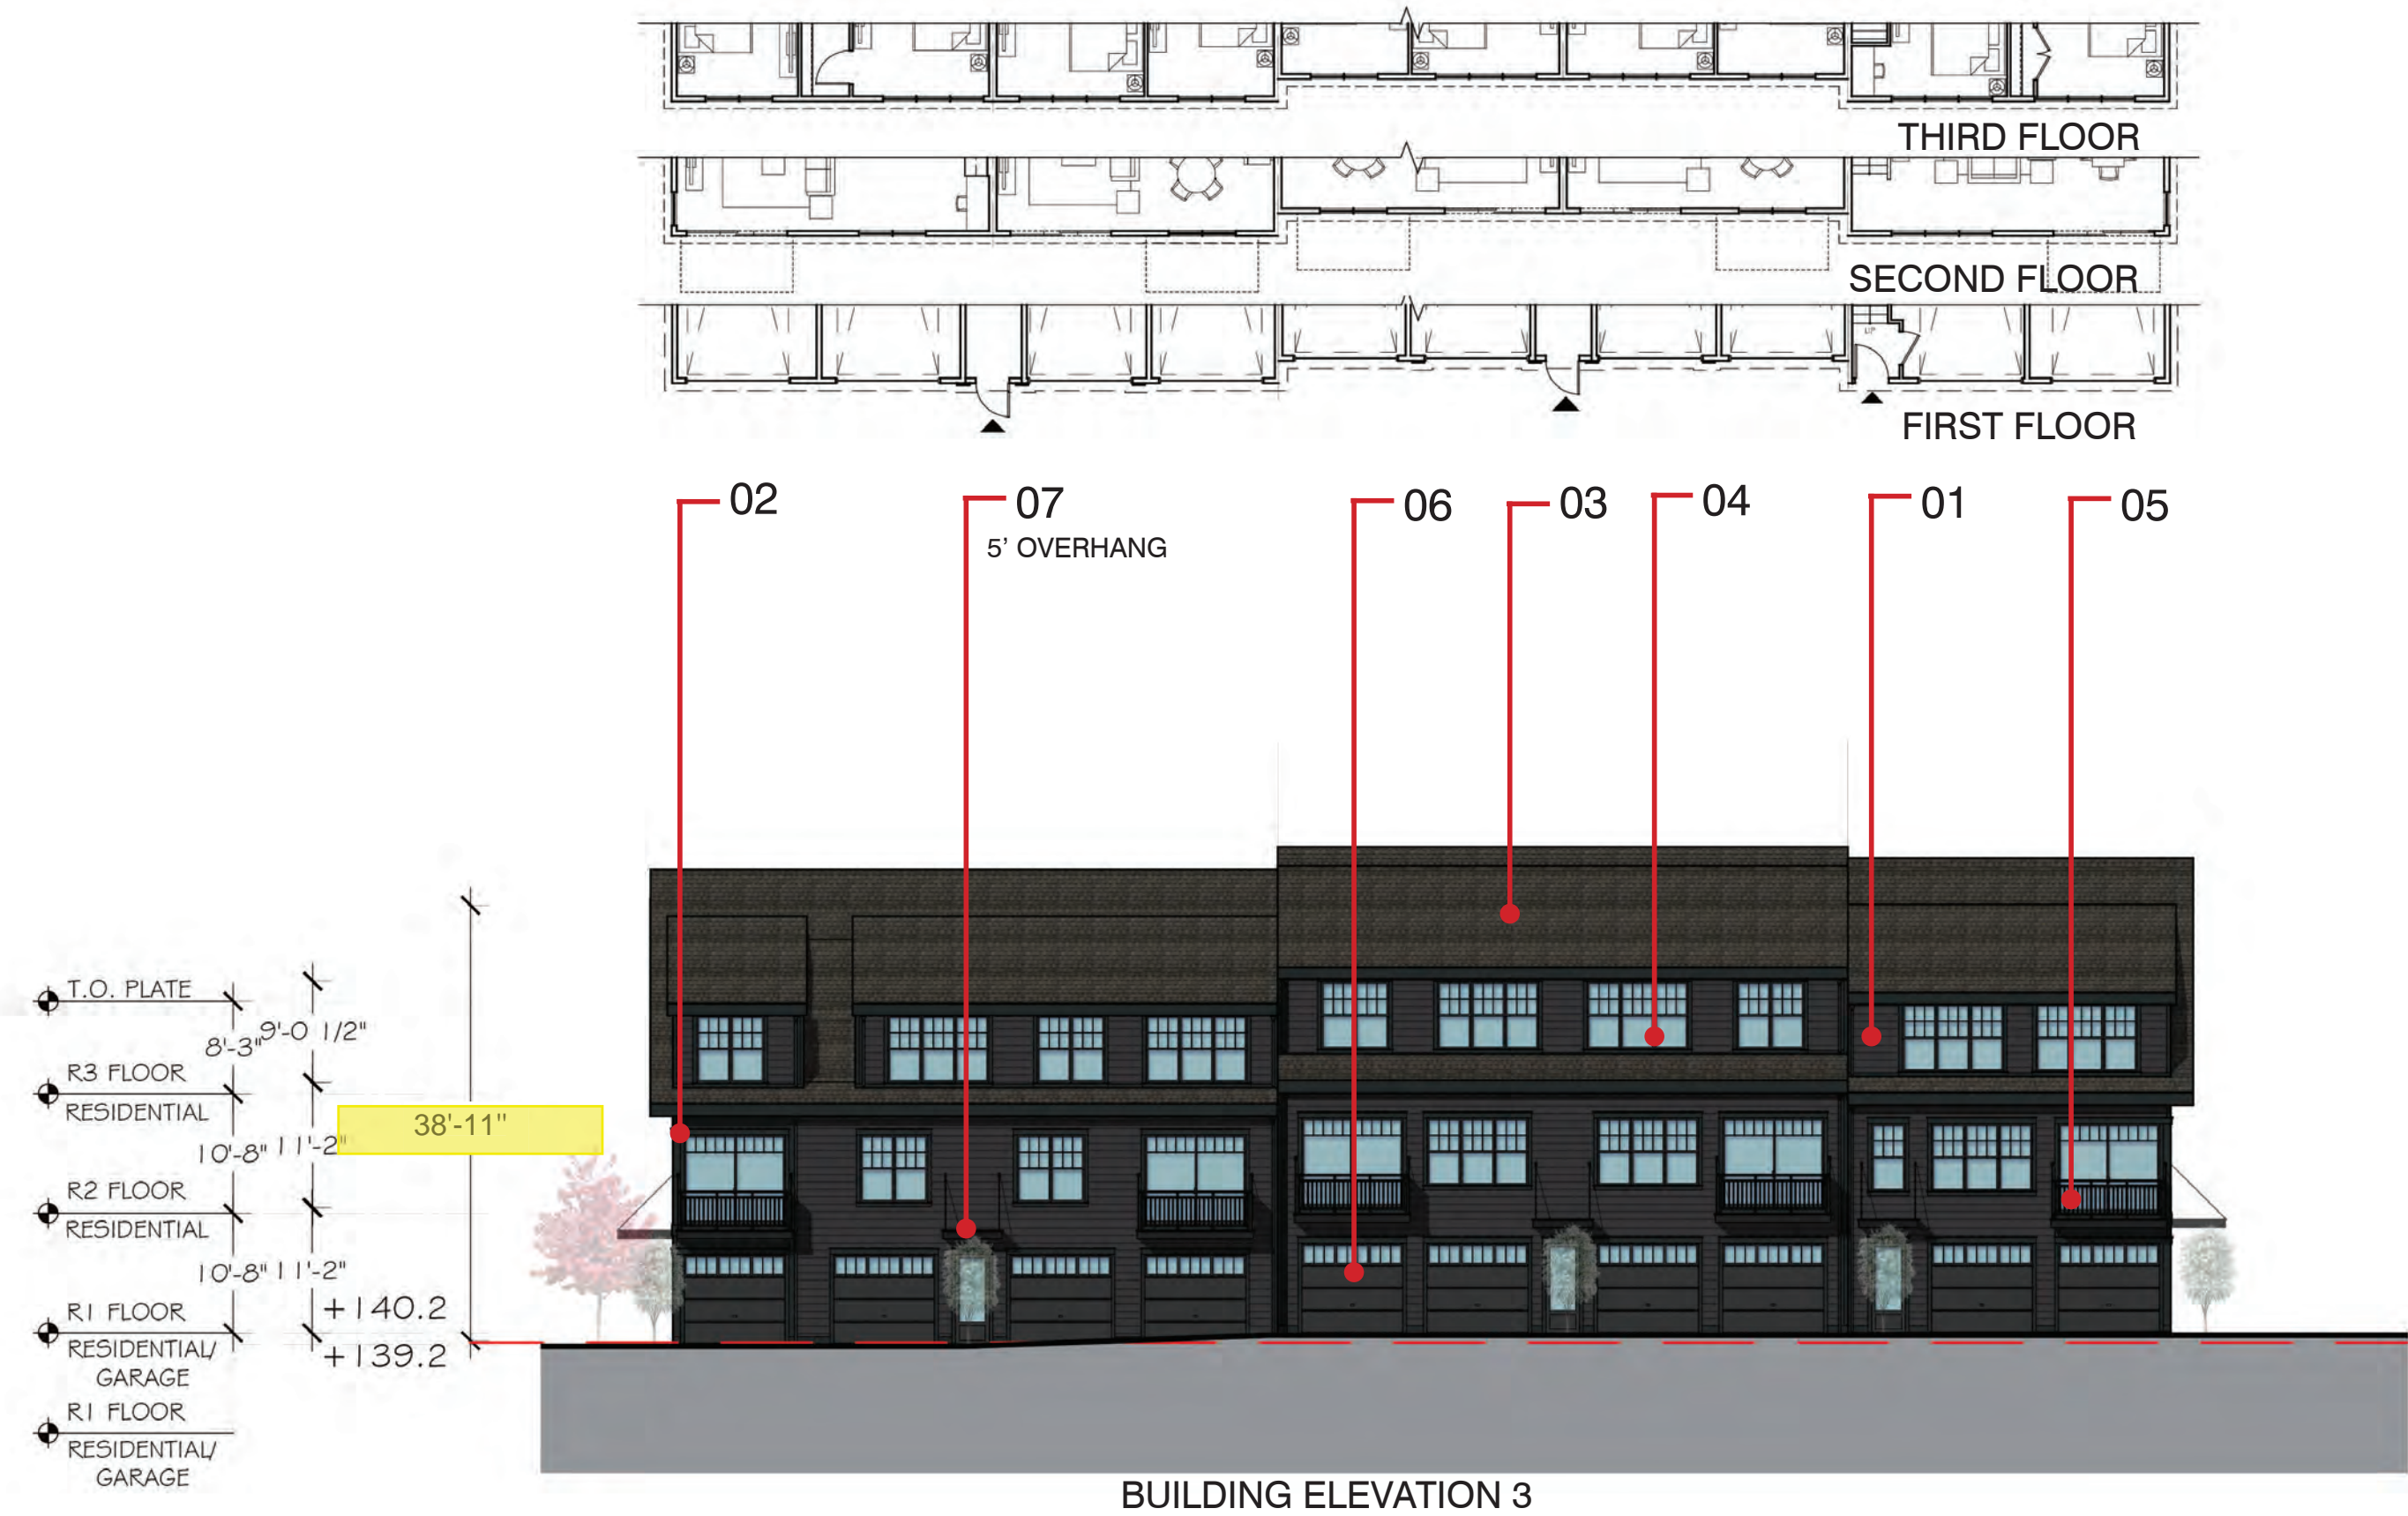 THIRD FLOOR
SECOND FLOOR
UP
FIRST FLOOR
02
07
5’ OVERHANG
06
03
04
01
05
T.O. PLATE
8'-3"
9'-0 1/2"
R3 FLOOR
RESIDENTIAL
38'-11"
10'-8"
11'-2"
R2 FLOOR
RESIDENTIAL
10'-8"
11'-2"
R1 FLOOR
+140.2
RESIDENTIAL/
GARAGE
+139.2
R1 FLOOR
RESIDENTIAL/
GARAGE
BUILDING ELEVATION 3